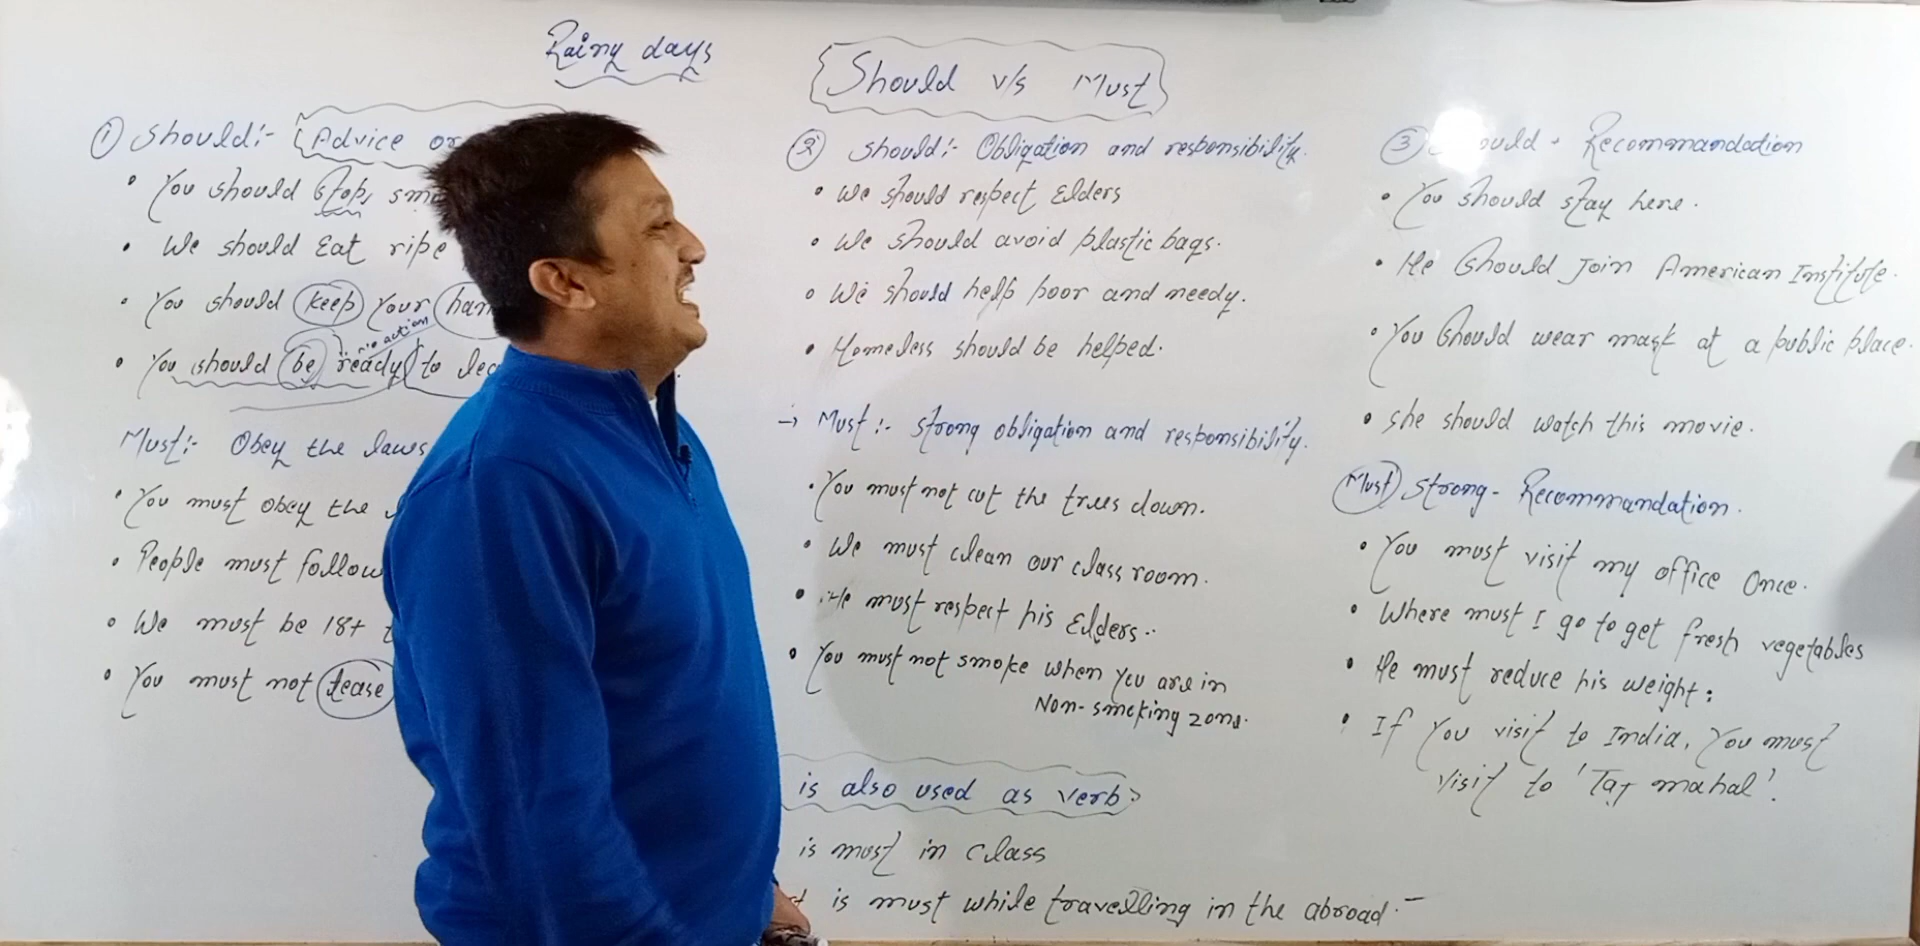 Rainy days
Should v/s Must
① Should:- Advice or
• You should stop,
• We should Eat ripe
• You should keep your
no action
• You should be ready to
Must:- Obey the laws
• You must obey the
• People must follow
• We must be 18+
• You must not tease
② should:- Obligation and responsibility.
• We should respect Elders
• We should avoid plastic bags.
• We should help poor and needy.
• Homeless should be helped.
→ Must:- strong obligation and responsibility.
• You must not cut the trees down.
• We must clean our class room.
• He must respect his Elders..
• You must not smoke when you are in
Non-smoking zone.
is also used as verb
is must in class
is must while travelling in the abroad.
③ Recommandation
• You should stay here.
• He should Join American Institute.
• You should wear mask at a public place.
• She should watch this movie.
Must Strong - Recommandation.
• You must visit my office Once.
• Where must I go to get fresh vegetables
• He must reduce his weight:
• If You visit to India, You must
visit to 'Taj mahal'.